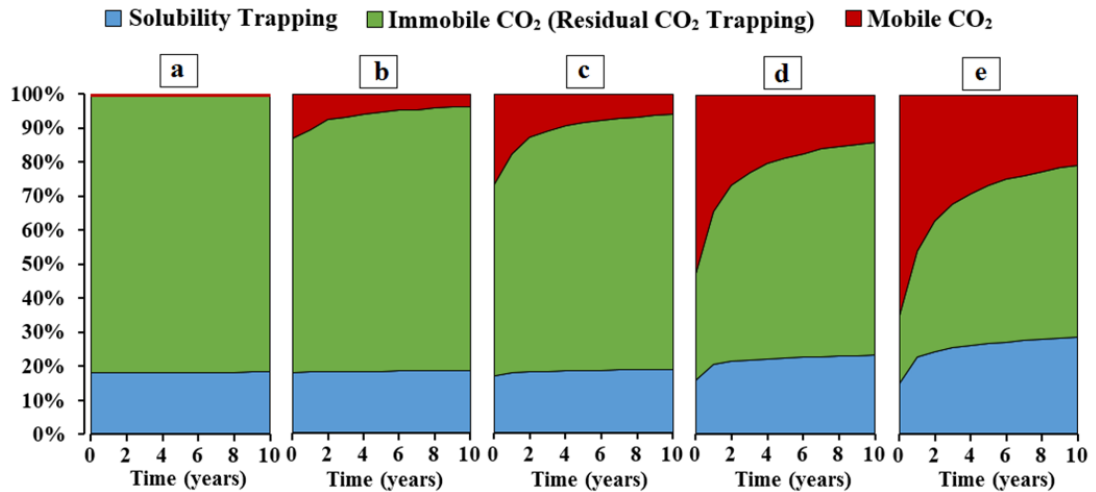 Solubility Trapping Immobile CO₂ (Residual CO₂ Trapping) Mobile CO₂
a b c d e
100%
90%
80%
70%
60%
50%
40%
30%
20%
10%
0%
0 2 4 6 8 10 0 2 4 6 8 10 0 2 4 6 8 10 0 2 4 6 8 10 0 2 4 6 8 10
Time (years) Time (years) Time (years) Time (years) Time (years)